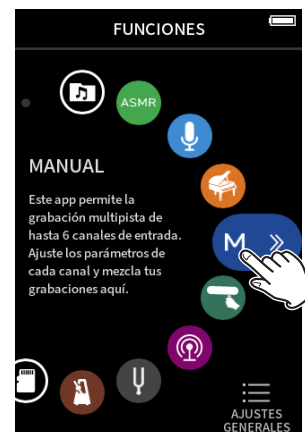 FUNCIONES
ASMR
MANUAL
Este app permite la
grabación multipista de
hasta 6 canales de entrada.
Ajuste los parámetros de
cada canal y mezcla tus
grabaciones aquí.
M
AJUSTES
GENERALES